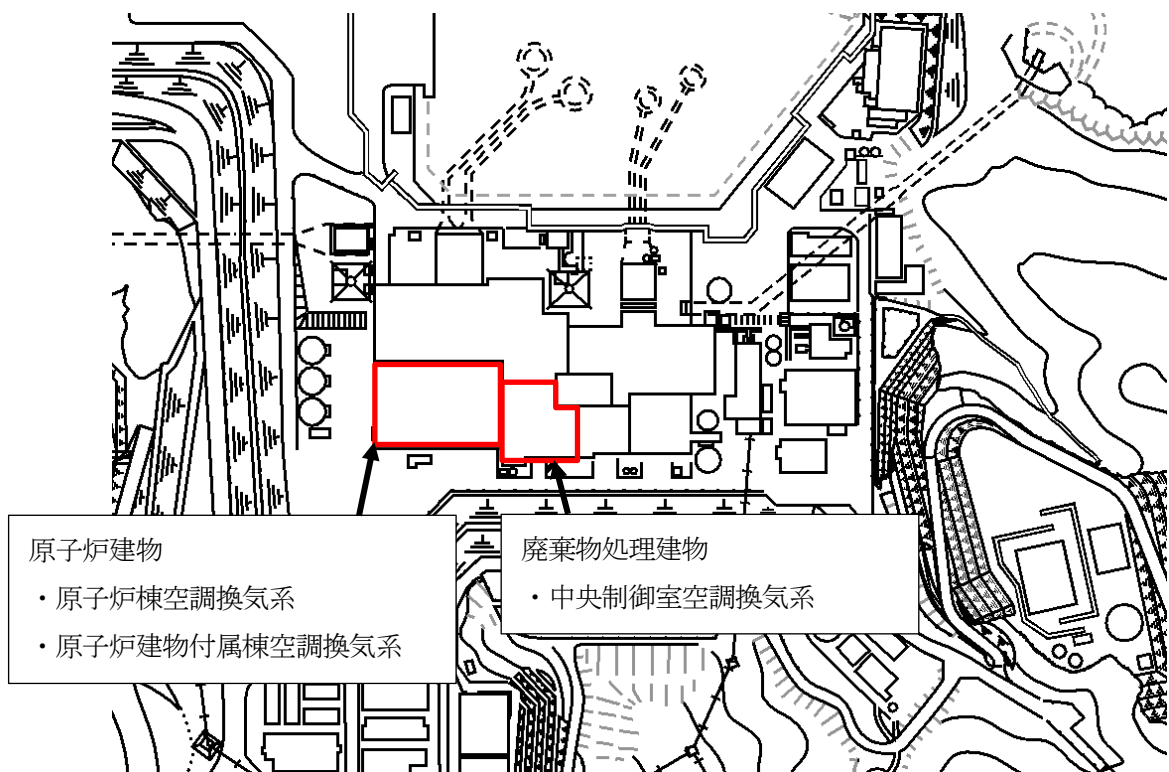 原子炉建物
・原子炉棟空調換気系
・原子炉建物付属棟空調換気系
廃棄物処理建物
・中央制御室空調換気系